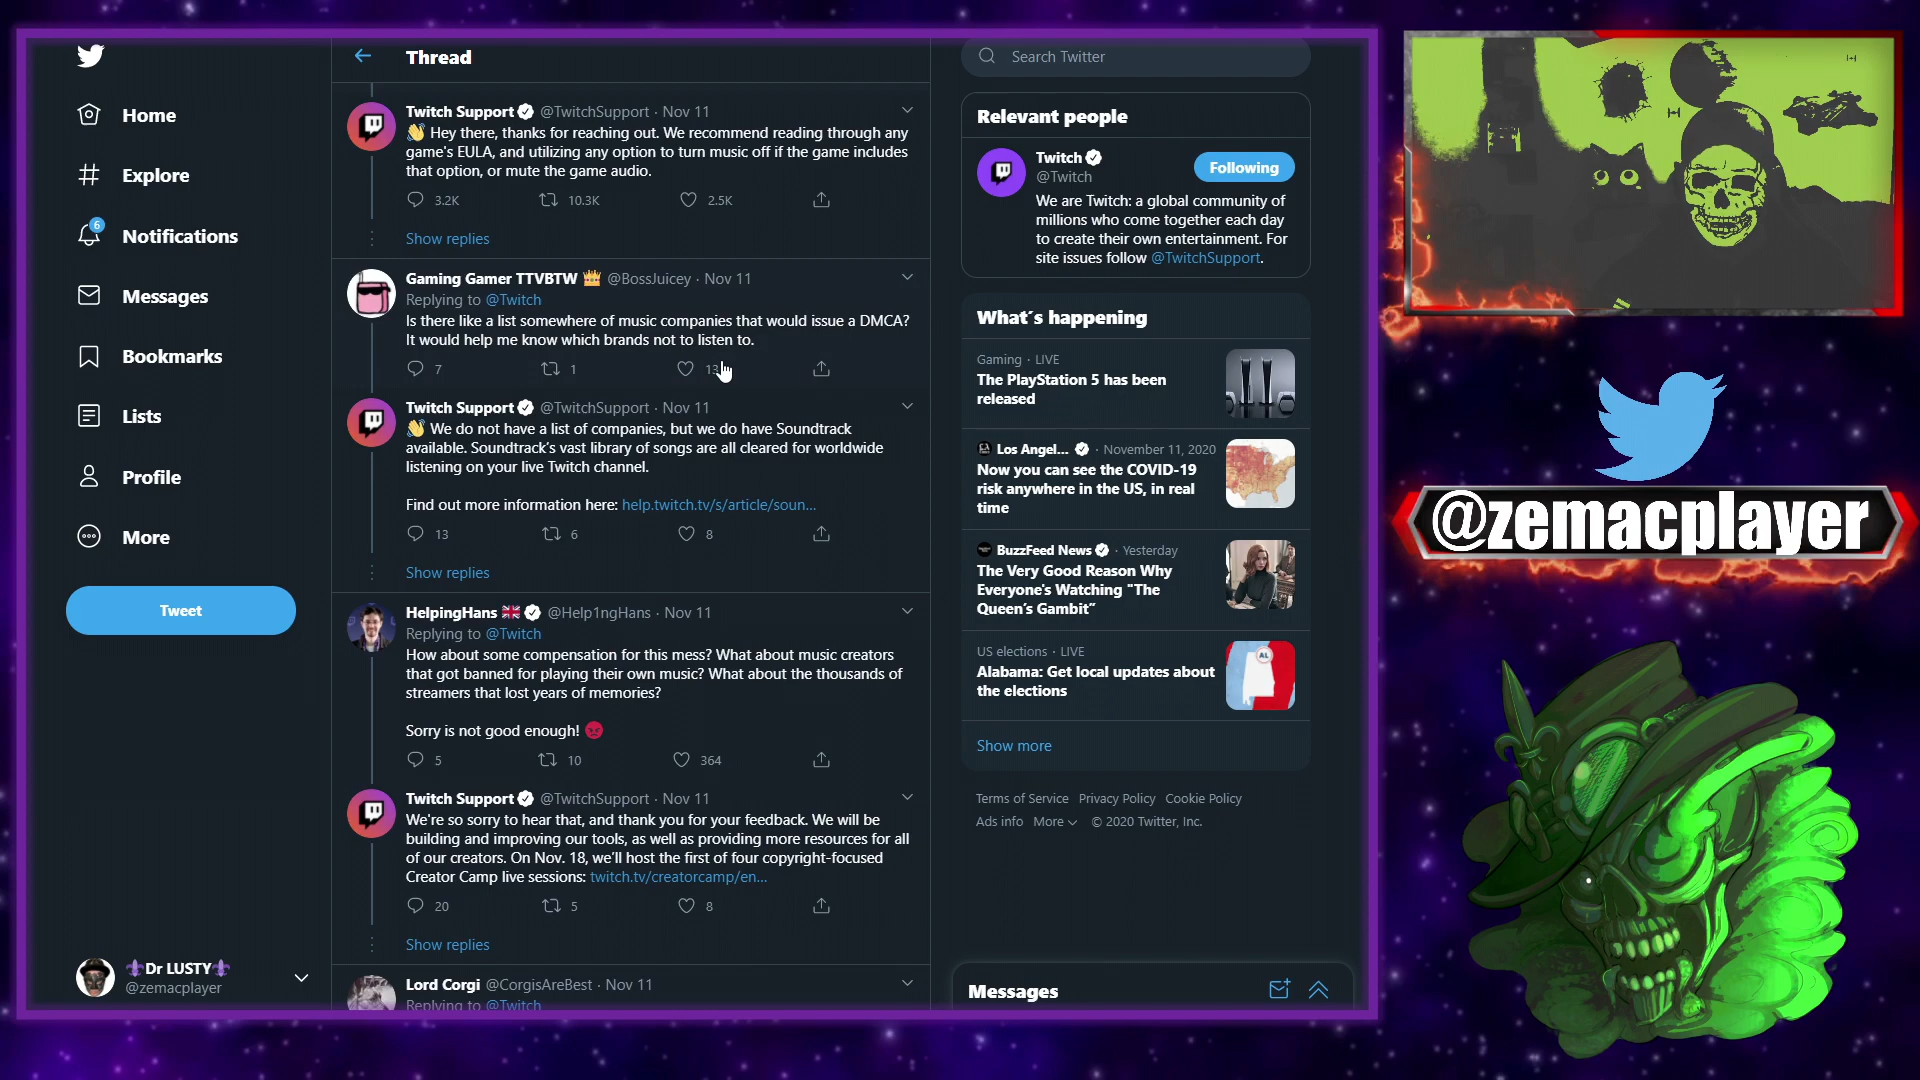 Home
Explore
6
Notifications
Messages
Bookmarks
Lists
Profile
More
Tweet
Dr LUSTY
@zemacplayer
Thread
Twitch Support @TwitchSupport · Nov 11
Hey there, thanks for reaching out. We recommend reading through any
game's EULA, and utilizing any option to turn music off if the game includes
that option, or mute the game audio.
3.2K 10.3K 2.5K
Show replies
Gaming Gamer TTVBTW @BossJuicey · Nov 11
Replying to @Twitch
Is there like a list somewhere of music companies that would issue a DMCA?
It would help me know which brands not to listen to.
7 1
Twitch Support @TwitchSupport · Nov 11
We do not have a list of companies, but we do have Soundtrack
available. Soundtrack's vast library of songs are all cleared for worldwide
listening on your live Twitch channel.
Find out more information here: help.twitch.tv/s/article/soun...
13 6 8
Show replies
HelpingHans @Help1ngHans · Nov 11
Replying to @Twitch
How about some compensation for this mess? What about music creators
that got banned for playing their own music? What about the thousands of
streamers that lost years of memories?
Sorry is not good enough!
5 10 364
Twitch Support @TwitchSupport · Nov 11
We're so sorry to hear that, and thank you for your feedback. We will be
building and improving our tools, as well as providing more resources for all
of our creators. On Nov. 18, we'll host the first of four copyright-focused
Creator Camp live sessions: twitch.tv/creatorcamp/en...
20 5 8
Show replies
Lord Corgi @CorgisAreBest · Nov 11
Replying to @Twitch
Search Twitter
Relevant people
Twitch
@Twitch
Following
We are Twitch: a global community of
millions who come together each day
to create their own entertainment. For
site issues follow @TwitchSupport.
What's happening
Gaming · LIVE
The PlayStation 5 has been
released
Los Angel... · November 11, 2020
Now you can see the COVID-19
risk anywhere in the US, in real
time
BuzzFeed News · Yesterday
The Very Good Reason Why
Everyone's Watching "The
Queen's Gambit"
US elections · LIVE
Alabama: Get local updates about
the elections
AL
Show more
Terms of Service Privacy Policy Cookie Policy
Ads info More © 2020 Twitter, Inc.
Messages
@zemacplayer